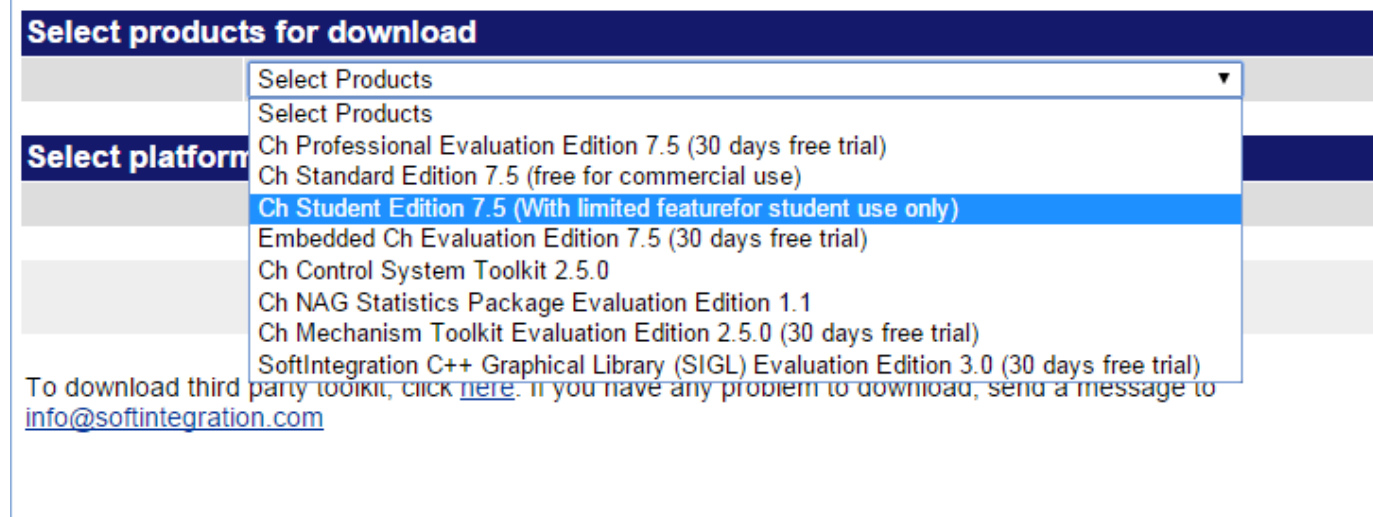 Select products for download
Select Products
Select Products
Ch Professional Evaluation Edition 7.5 (30 days free trial)
Select platform
Ch Standard Edition 7.5 (free for commercial use)
Ch Student Edition 7.5 (With limited featurefor student use only)
Embedded Ch Evaluation Edition 7.5 (30 days free trial)
Ch Control System Toolkit 2.5.0
Ch NAG Statistics Package Evaluation Edition 1.1
Ch Mechanism Toolkit Evaluation Edition 2.5.0 (30 days free trial)
SoftIntegration C++ Graphical Library (SIGL) Evaluation Edition 3.0 (30 days free trial)
To download third party toolkit, click here. If you have any problem to download, send a message to
info@softintegration.com